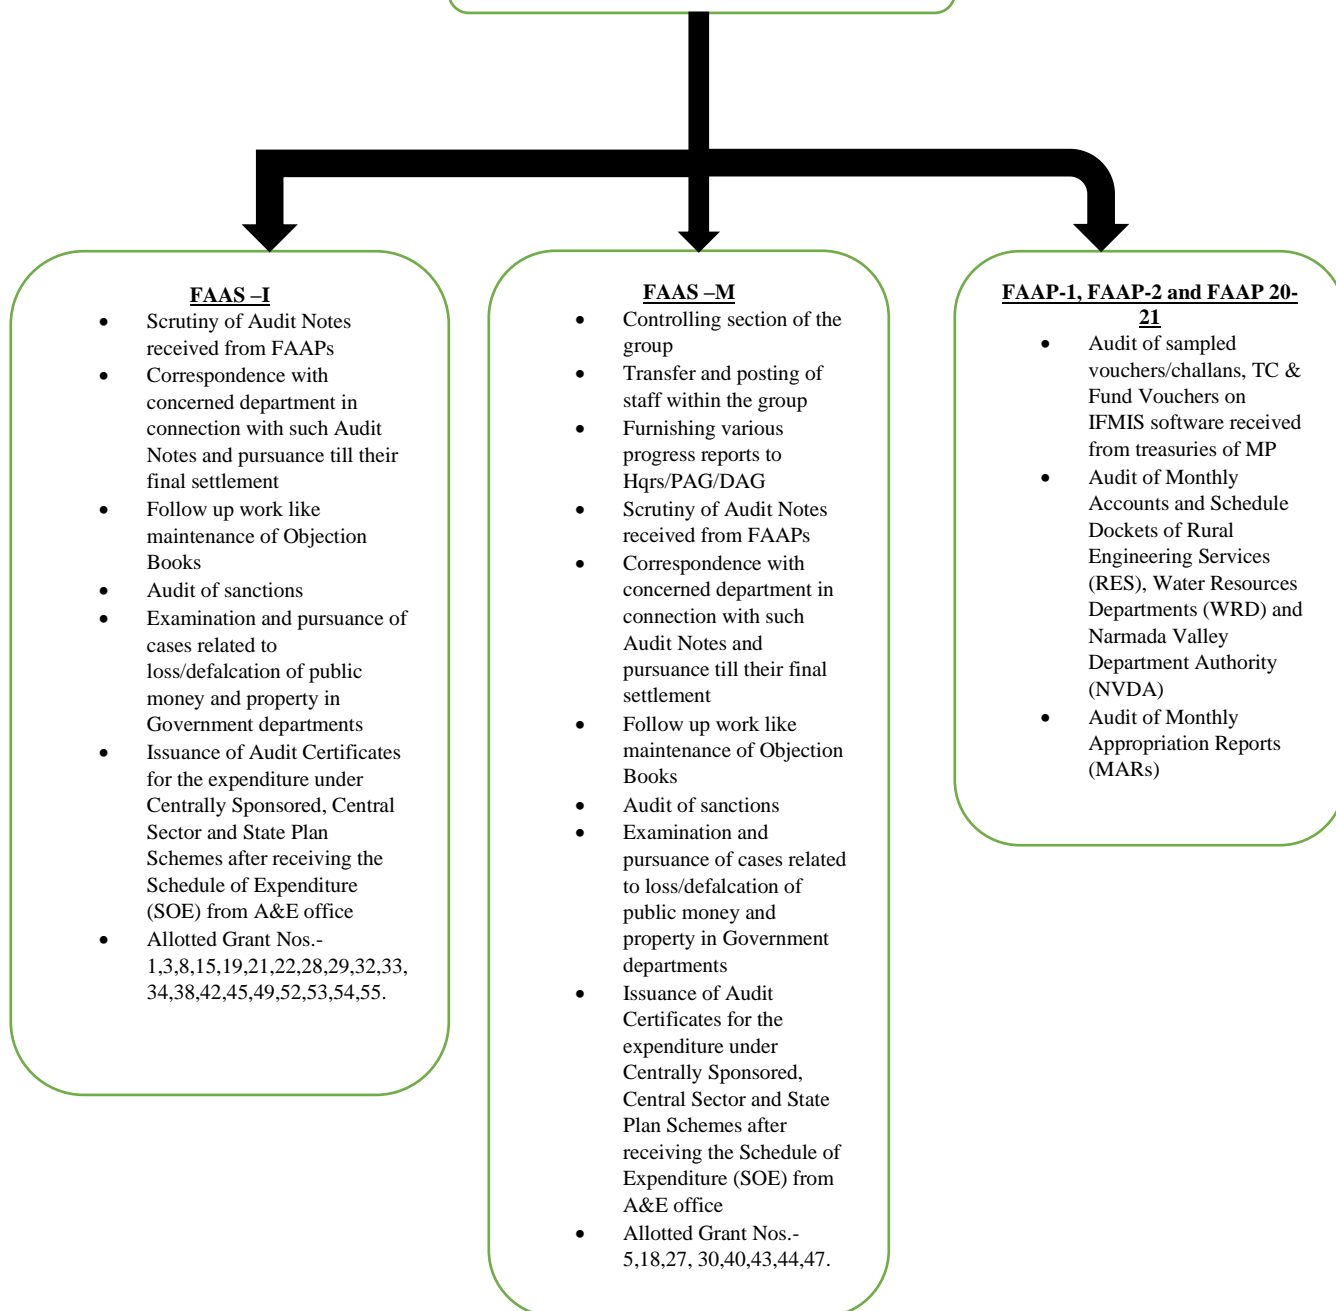 FAAS –I
• Scrutiny of Audit Notes
received from FAAPs
• Correspondence with
concerned department in
connection with such Audit
Notes and pursuance till their
final settlement
• Follow up work like
maintenance of Objection
Books
• Audit of sanctions
• Examination and pursuance of
cases related to
loss/defalcation of public
money and property in
Government departments
• Issuance of Audit Certificates
for the expenditure under
Centrally Sponsored, Central
Sector and State Plan
Schemes after receiving the
Schedule of Expenditure
(SOE) from A&E office
• Allotted Grant Nos.-
1,3,8,15,19,21,22,28,29,32,33,
34,38,42,45,49,52,53,54,55.
FAAS –M
• Controlling section of the
group
• Transfer and posting of
staff within the group
• Furnishing various
progress reports to
Hqrs/PAG/DAG
• Scrutiny of Audit Notes
received from FAAPs
• Correspondence with
concerned department in
connection with such
Audit Notes and
pursuance till their final
settlement
• Follow up work like
maintenance of Objection
Books
• Audit of sanctions
• Examination and
pursuance of cases related
to loss/defalcation of
public money and
property in Government
departments
• Issuance of Audit
Certificates for the
expenditure under
Centrally Sponsored,
Central Sector and State
Plan Schemes after
receiving the Schedule of
Expenditure (SOE) from
A&E office
• Allotted Grant Nos.-
5,18,27, 30,40,43,44,47.
FAAP-1, FAAP-2 and FAAP 20-
21
• Audit of sampled
vouchers/challans, TC &
Fund Vouchers on
IFMIS software received
from treasuries of MP
• Audit of Monthly
Accounts and Schedule
Dockets of Rural
Engineering Services
(RES), Water Resources
Departments (WRD) and
Narmada Valley
Department Authority
(NVDA)
• Audit of Monthly
Appropriation Reports
(MARs)